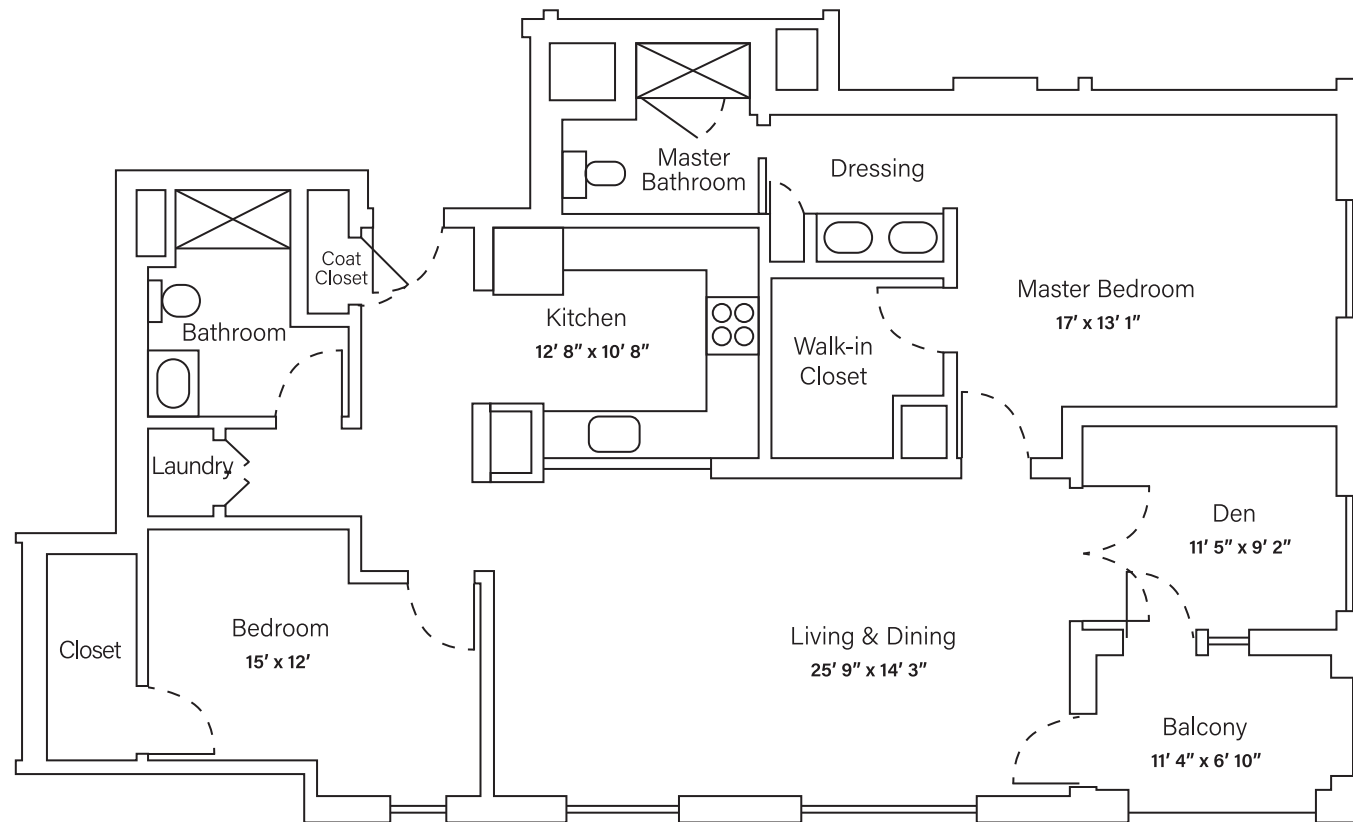 Master
Bathroom
Dressing
Coat
Closet
Bathroom
Kitchen
12′ 8″ x 10′ 8″
Walk-in
Closet
Master Bedroom
17′ x 13′ 1″
Laundry
Den
11′ 5″ x 9′ 2″
Closet
Bedroom
15′ x 12′
Living & Dining
25′ 9″ x 14′ 3″
Balcony
11′ 4″ x 6′ 10″